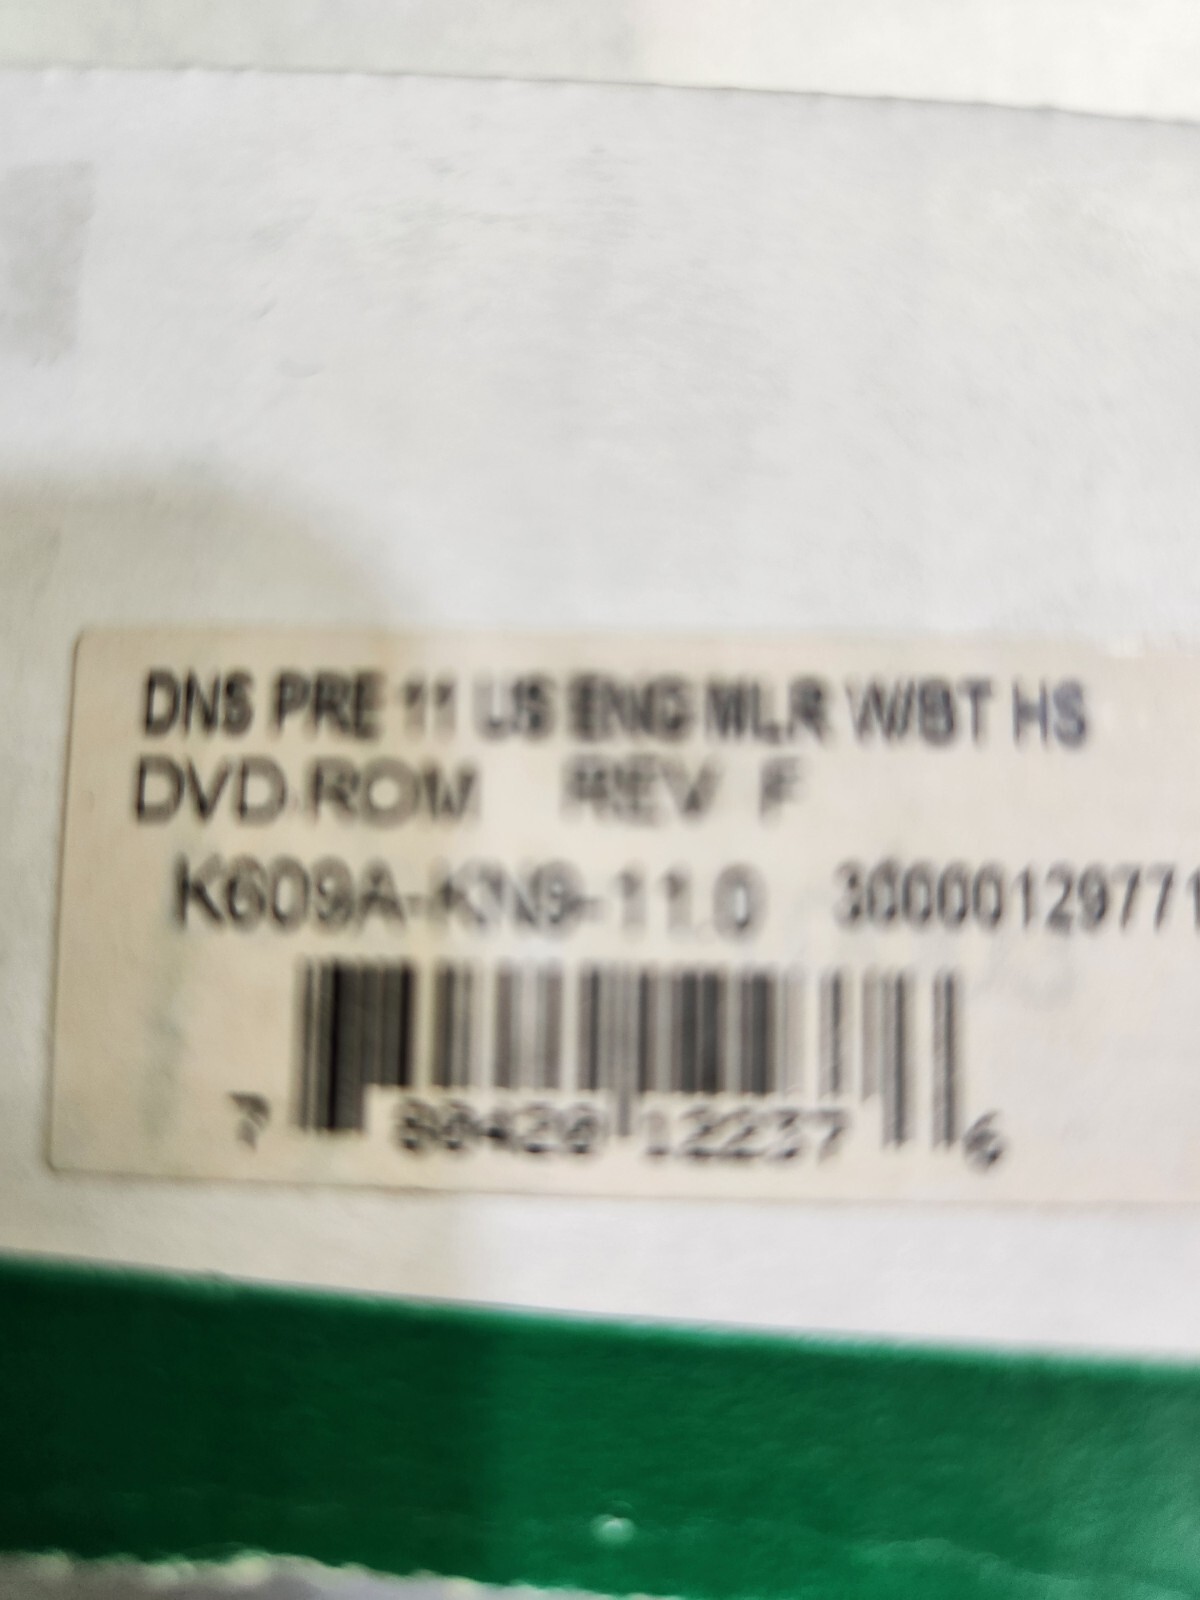 DNS PRE 11 US ENG MLR W/BT HS
DVD-ROM REV F
K609A-KN9-11.0 30000129771
7 80420 12237 6